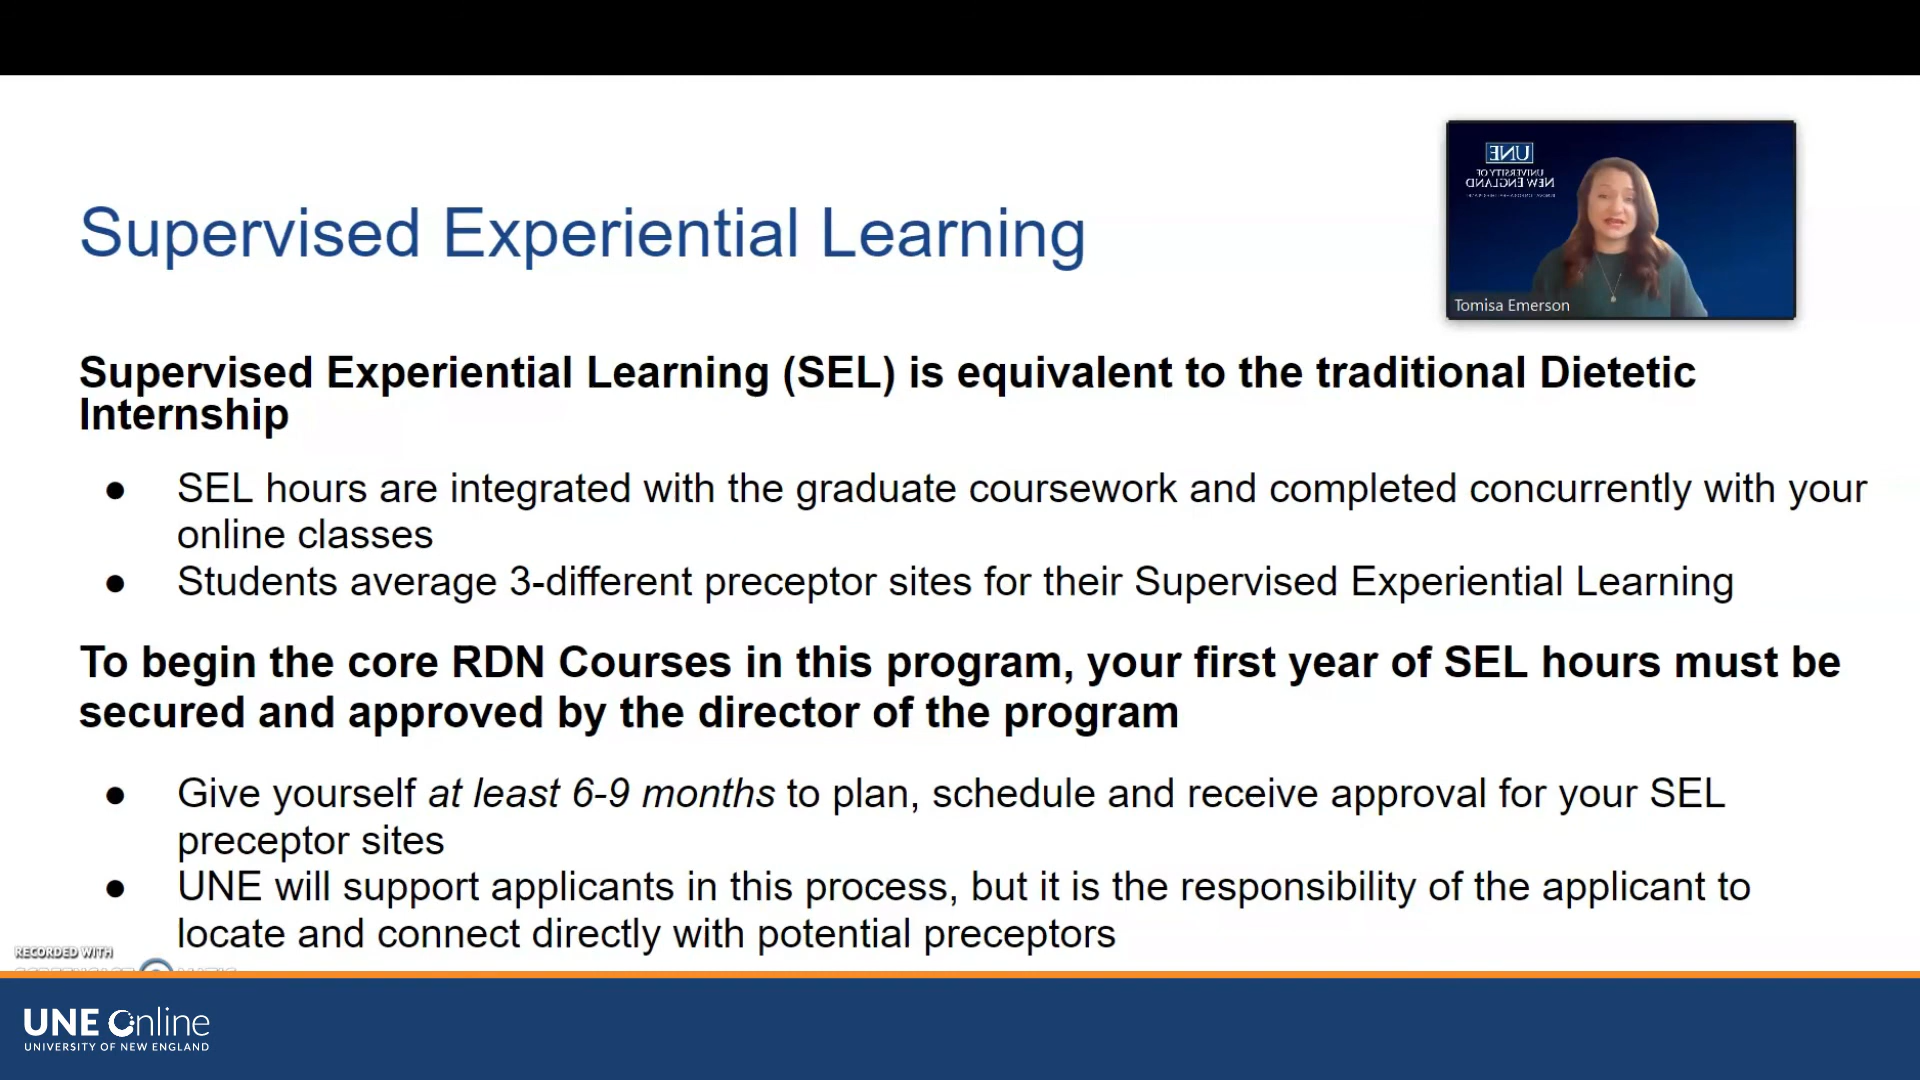 UNE
UNIVERSITY OF
NEW ENGLAND
Tomisa Emerson
Supervised Experiential Learning
Supervised Experiential Learning (SEL) is equivalent to the traditional Dietetic
Internship
● SEL hours are integrated with the graduate coursework and completed concurrently with your
online classes
● Students average 3-different preceptor sites for their Supervised Experiential Learning
To begin the core RDN Courses in this program, your first year of SEL hours must be
secured and approved by the director of the program
● Give yourself at least 6-9 months to plan, schedule and receive approval for your SEL
preceptor sites
● UNE will support applicants in this process, but it is the responsibility of the applicant to
locate and connect directly with potential preceptors
RECORDED WITH
UNE Online
UNIVERSITY OF NEW ENGLAND